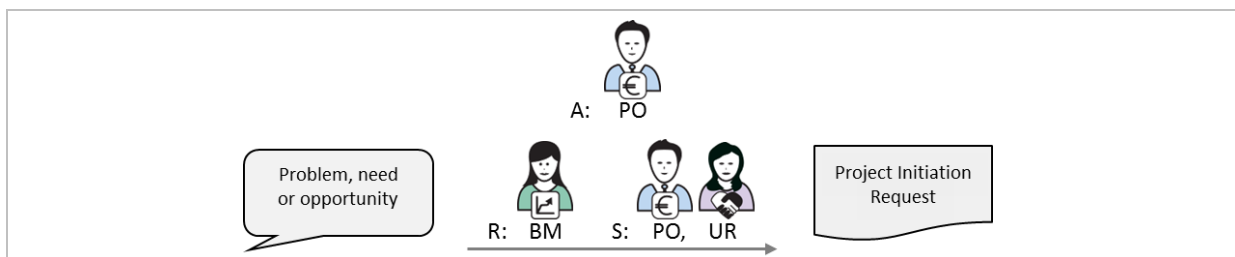 A: PO
Problem, need
or opportunity
R: BM S: PO, UR
Project Initiation
Request